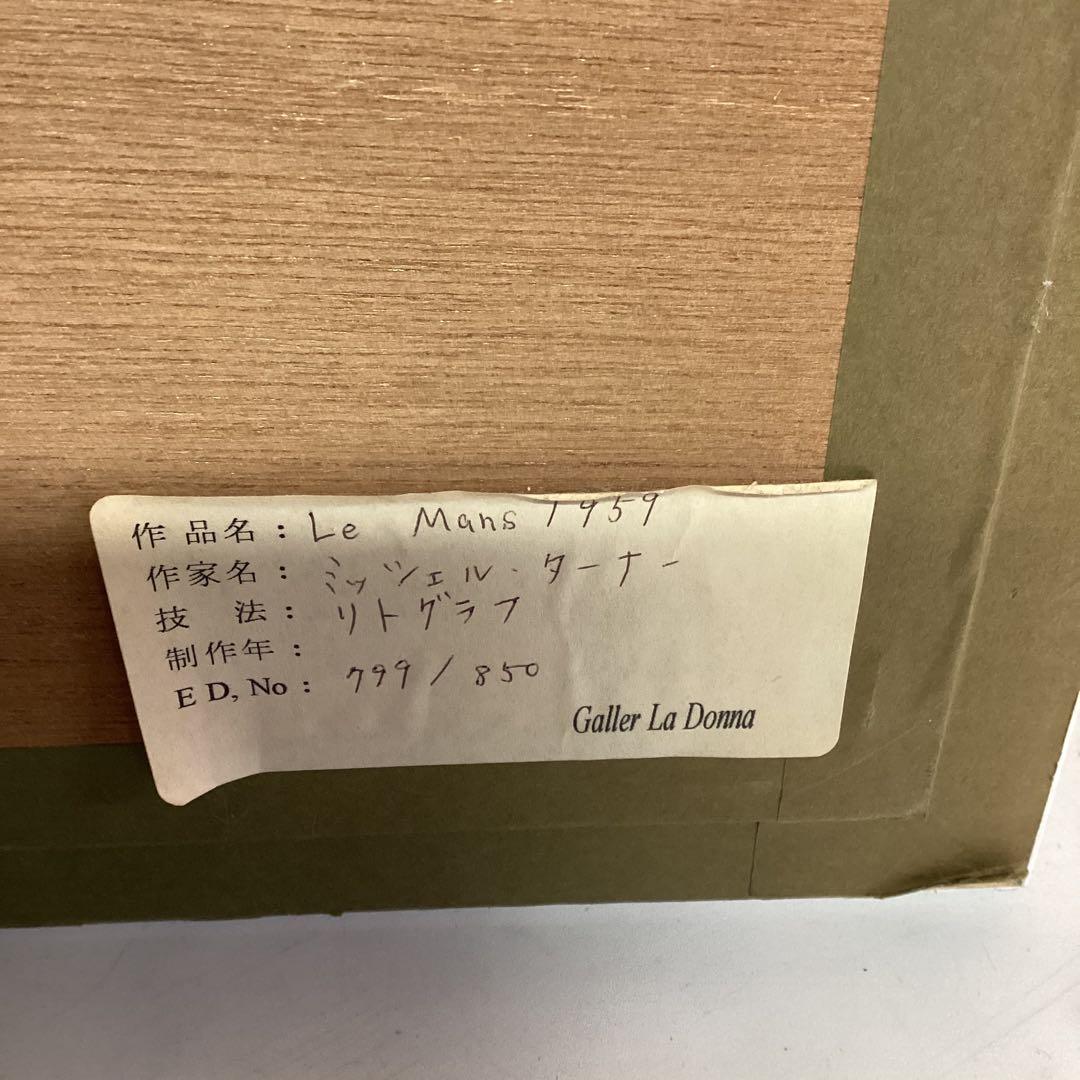 作品名：Le Mans 1959
作家名：ミッシェル・ターナー
技　法：リトグラフ
制作年：
ED,No：799/850
Galler La Donna